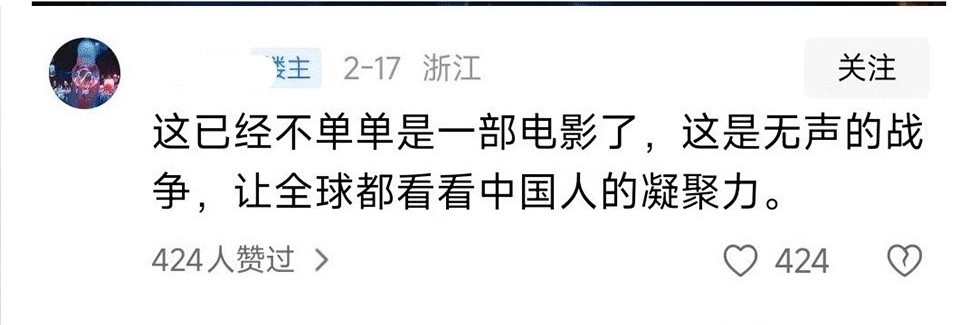 楼主 2-17 浙江 关注
这已经不单单是一部电影了，这是无声的战
争，让全球都看看中国人的凝聚力。
424人赞过 > 424